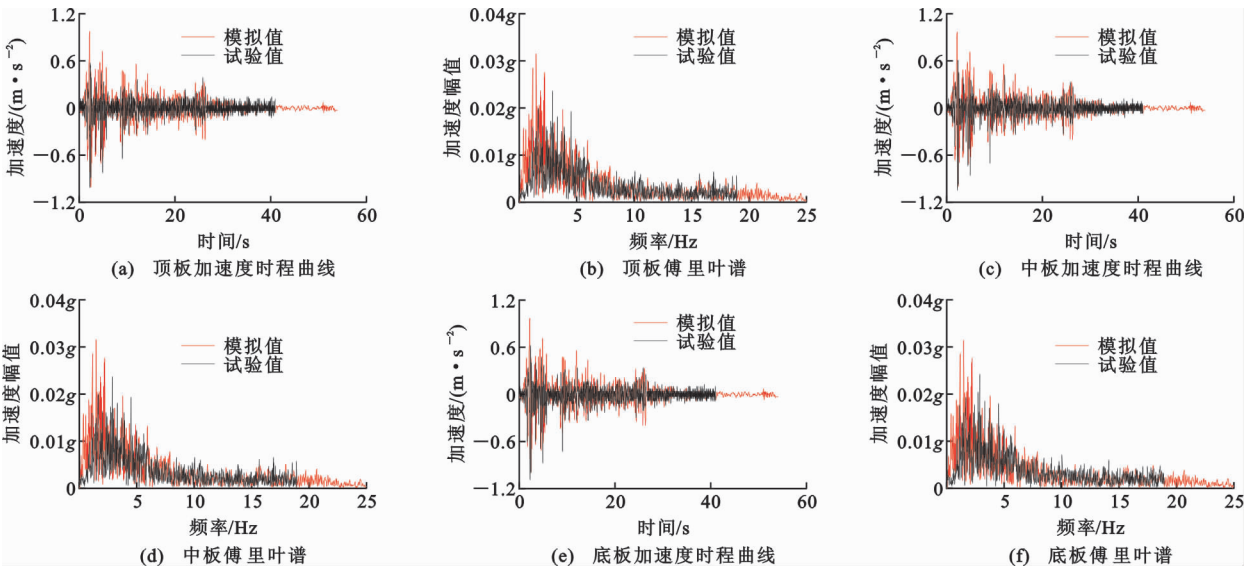 1.2
0.6
0
−0.6
−1.2
加速度/(m·s⁻²)
模拟值
试验值
0 20 40 60
时间/s
(a) 顶板加速度时程曲线
0.04g
0.03g
0.02g
0.01g
0
加速度幅值
模拟值
试验值
5 10 15 20 25
频率/Hz
(b) 顶板傅里叶谱
1.2
0.6
0
−0.6
−1.2
加速度/(m·s⁻²)
模拟值
试验值
0 20 40 60
时间/s
(c) 中板加速度时程曲线
0.04g
0.03g
0.02g
0.01g
0
加速度幅值
模拟值
试验值
5 10 15 20 25
频率/Hz
(d) 中板傅里叶谱
1.2
0.6
0
−0.6
−1.2
加速度/(m·s⁻²)
模拟值
试验值
0 20 40 60
时间/s
(e) 底板加速度时程曲线
0.04g
0.03g
0.02g
0.01g
0
加速度幅值
模拟值
试验值
5 10 15 20 25
频率/Hz
(f) 底板傅里叶谱